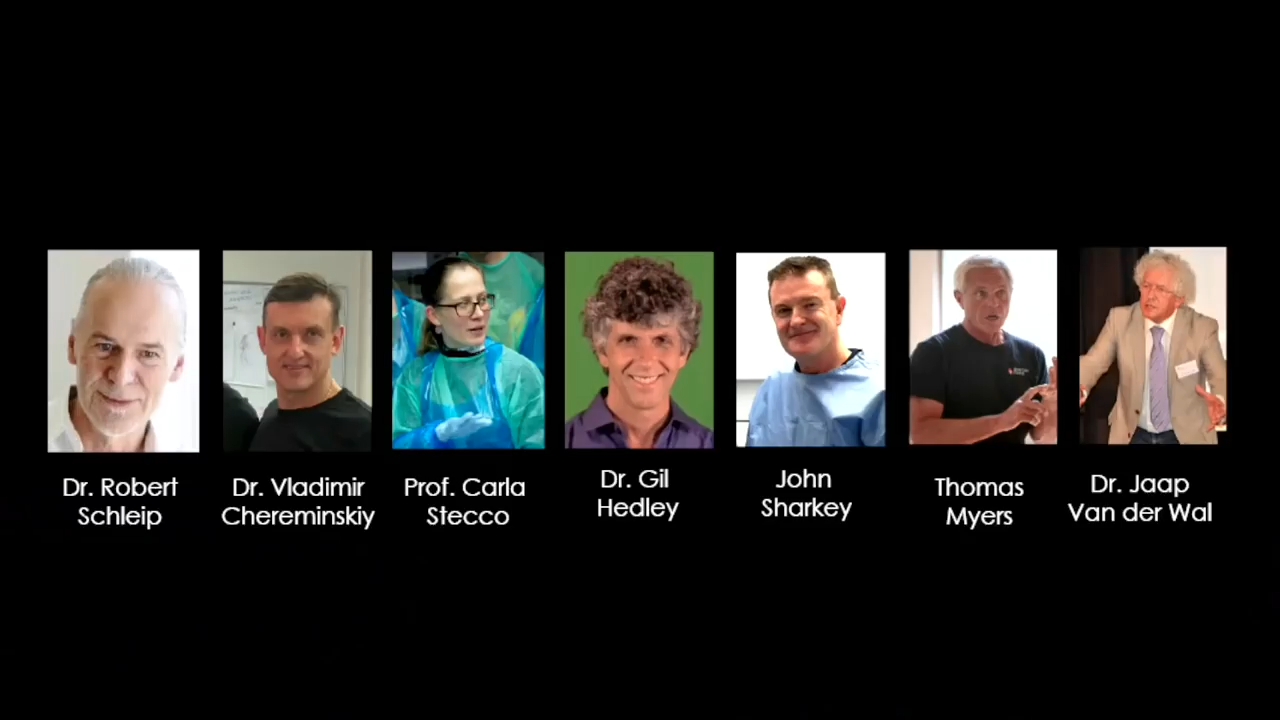 Dr. Robert
Schleip
Dr. Vladimir
Chereminskiy
Prof. Carla
Stecco
Dr. Gil
Hedley
John
Sharkey
Thomas
Myers
Dr. Jaap
Van der Wal